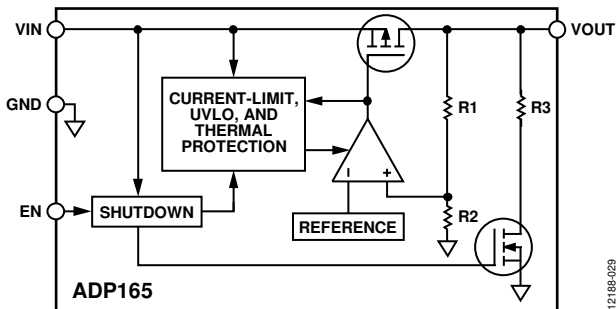 VIN
VOUT
GND
CURRENT-LIMIT,
UVLO, AND
THERMAL
PROTECTION
R1
R3
EN
SHUTDOWN
– +
REFERENCE
R2
ADP165
12188-029